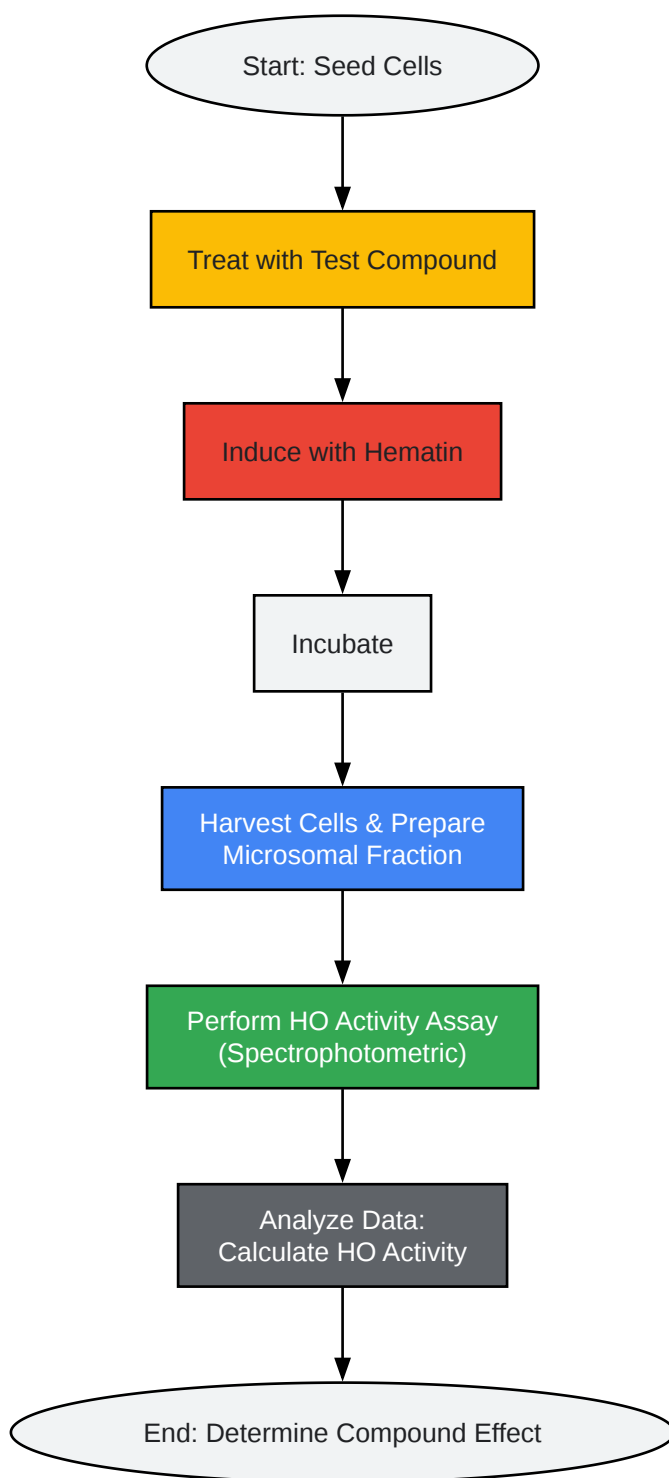 Start: Seed Cells
Treat with Test Compound
Induce with Hematin
Incubate
Harvest Cells & Prepare
Microsomal Fraction
Perform HO Activity Assay
(Spectrophotometric)
Analyze Data:
Calculate HO Activity
End: Determine Compound Effect